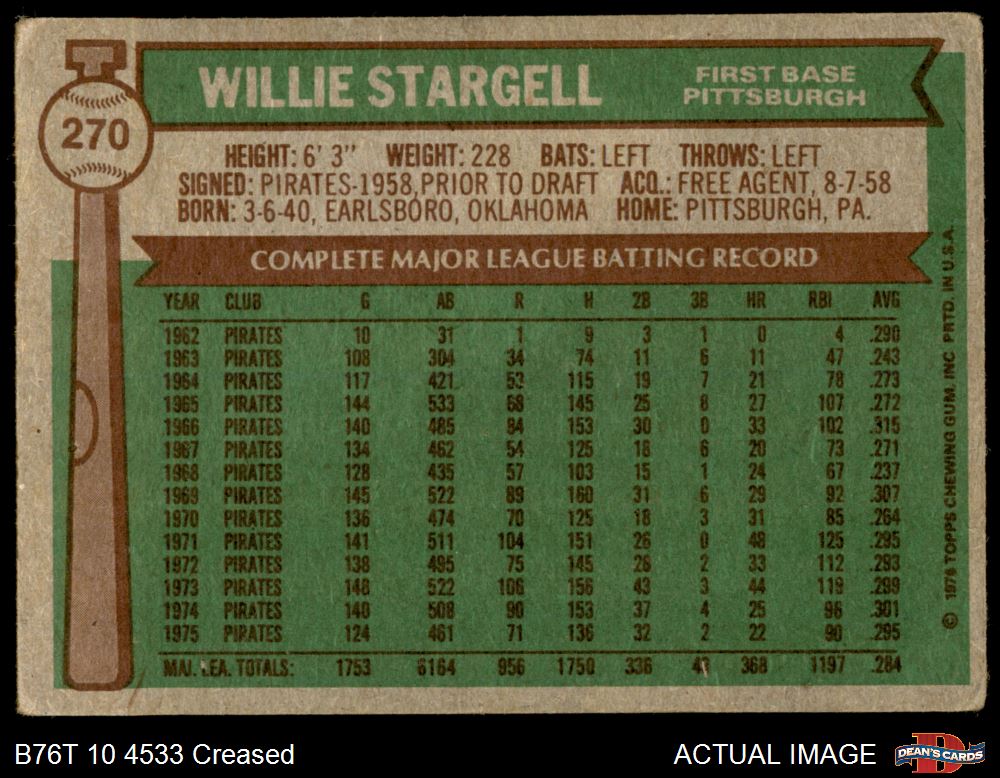 WILLIE STARGELL
FIRST BASE
PITTSBURGH
270
HEIGHT: 6' 3" WEIGHT: 228 BATS: LEFT THROWS: LEFT
SIGNED: PIRATES-1958, PRIOR TO DRAFT ACQ.: FREE AGENT, 8-7-58
BORN: 3-6-40, EARLSBORO, OKLAHOMA HOME: PITTSBURGH, PA.
COMPLETE MAJOR LEAGUE BATTING RECORD
YEAR CLUB G AB R H 2B 3B HR RBI AVG
1962 PIRATES 10 31 1 9 3 1 0 4 .290
1963 PIRATES 108 304 34 74 11 6 11 47 .243
1964 PIRATES 117 421 53 115 19 7 21 78 .273
1965 PIRATES 144 533 68 145 25 8 27 107 .272
1966 PIRATES 140 485 84 153 30 0 33 102 .315
1967 PIRATES 134 462 54 125 18 6 20 73 .271
1968 PIRATES 128 435 57 103 15 1 24 67 .237
1969 PIRATES 145 522 89 160 31 6 29 92 .307
1970 PIRATES 136 474 70 125 18 3 31 85 .264
1971 PIRATES 141 511 104 151 26 0 48 125 .295
1972 PIRATES 138 495 75 145 28 2 33 112 .293
1973 PIRATES 148 522 106 156 43 3 44 119 .299
1974 PIRATES 140 508 90 153 37 4 25 96 .301
1975 PIRATES 124 461 71 136 32 2 22 90 .295
MAJ. LEA. TOTALS: 1753 6164 956 1750 336 49 368 1197 .284
© 1976 TOPPS CHEWING GUM, INC PRTD. IN U.S.A.
B76T 10 4533 Creased
ACTUAL IMAGE
DEAN'S CARDS